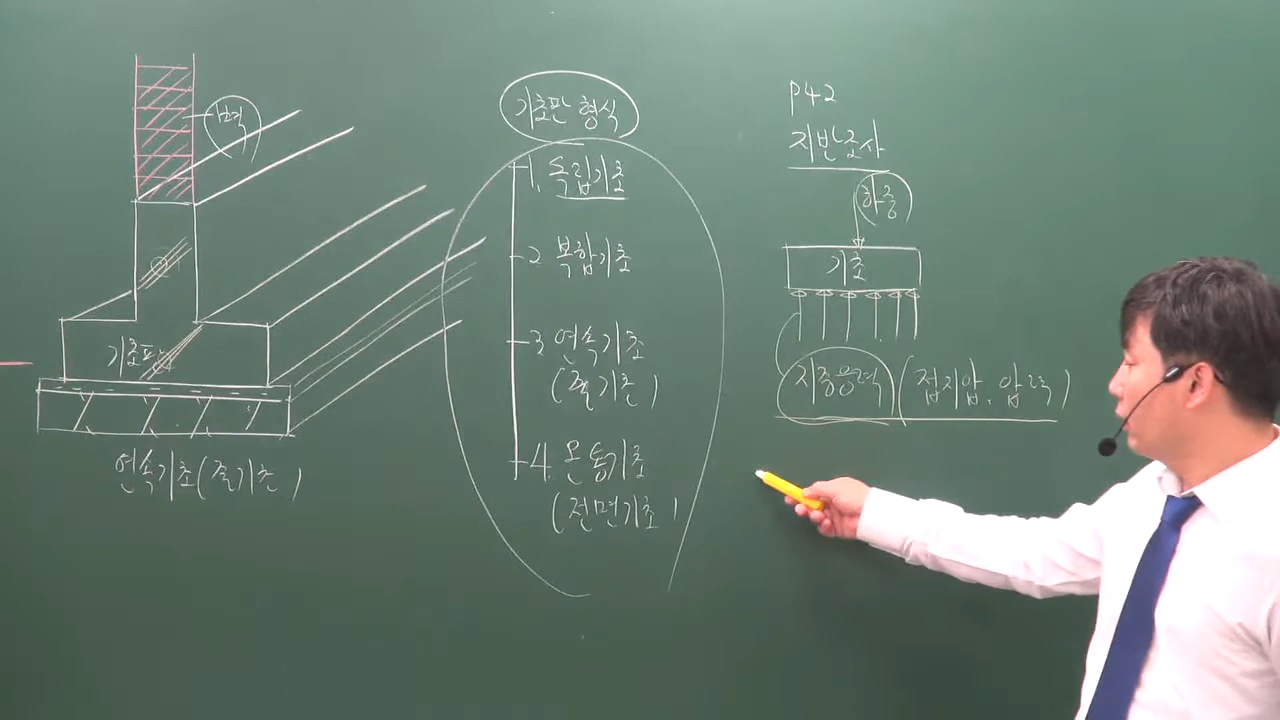 벽
기초판
연속기초(줄기초)
기초판 형식
1. 독립기초
2 복합기초
3 연속기초
(줄기초)
4. 온통기초
(전면기초)
P42
지반조사
하중
기초
지중응력 (접지압, 압력)